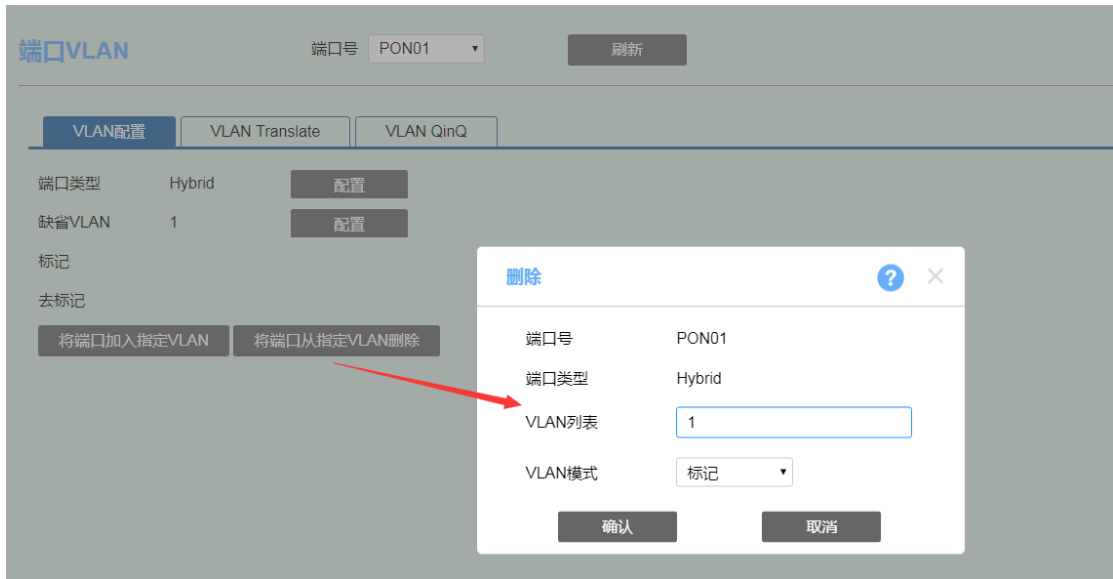 端口VLAN 端口号 PON01 刷新
VLAN配置 VLAN Translate VLAN QinQ
端口类型 Hybrid 配置
缺省VLAN 1 配置
标记
去标记
将端口加入指定VLAN 将端口从指定VLAN删除
删除 ?
端口号 PON01
端口类型 Hybrid
VLAN列表 1
VLAN模式 标记
确认 取消